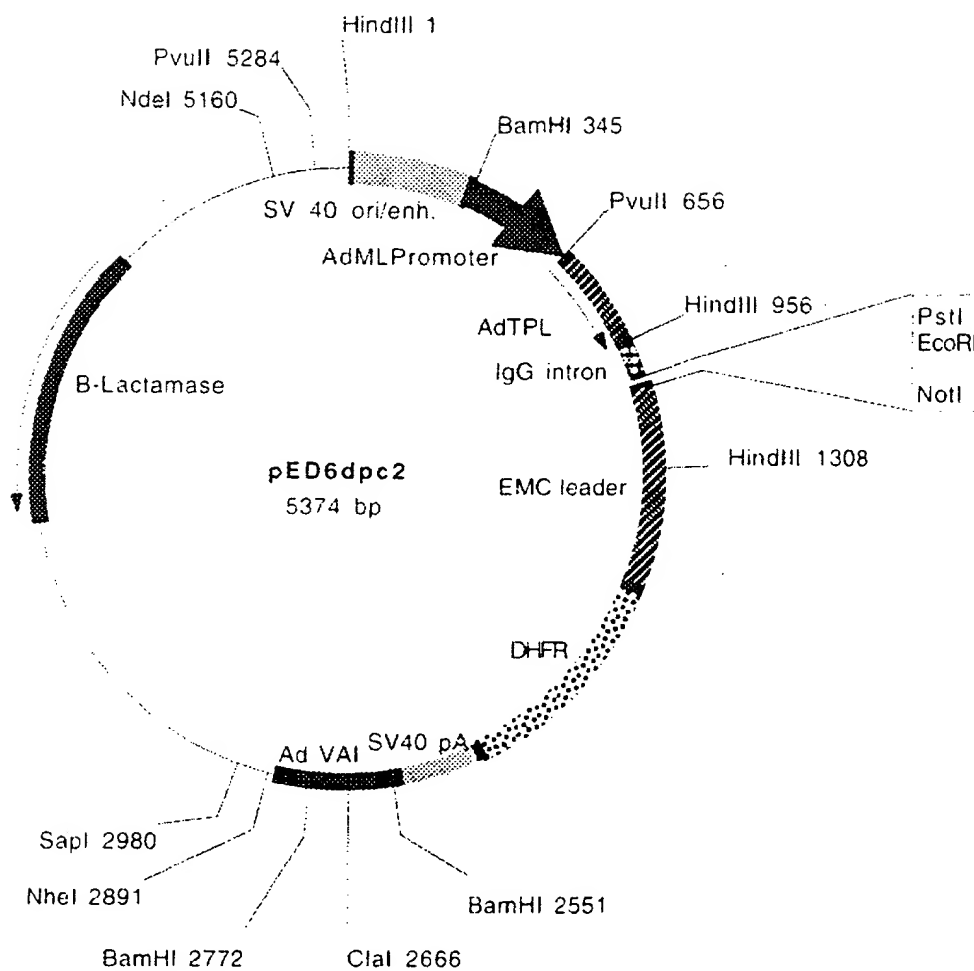 HindIII 1
PvuII 5284
NdeI 5160
BamHI 345
SV 40 ori/enh.
PvuII 656
AdMLPromoter
HindIII 956
AdTPL
PstI
EcoRI
IgG intron
NotI
B-Lactamase
HindIII 1308
pED6dpc2
EMC leader
5374 bp
DHFR
SV40 pA
Ad VAI
SapI 2980
NheI 2891
BamHI 2551
BamHI 2772
ClaI 2666